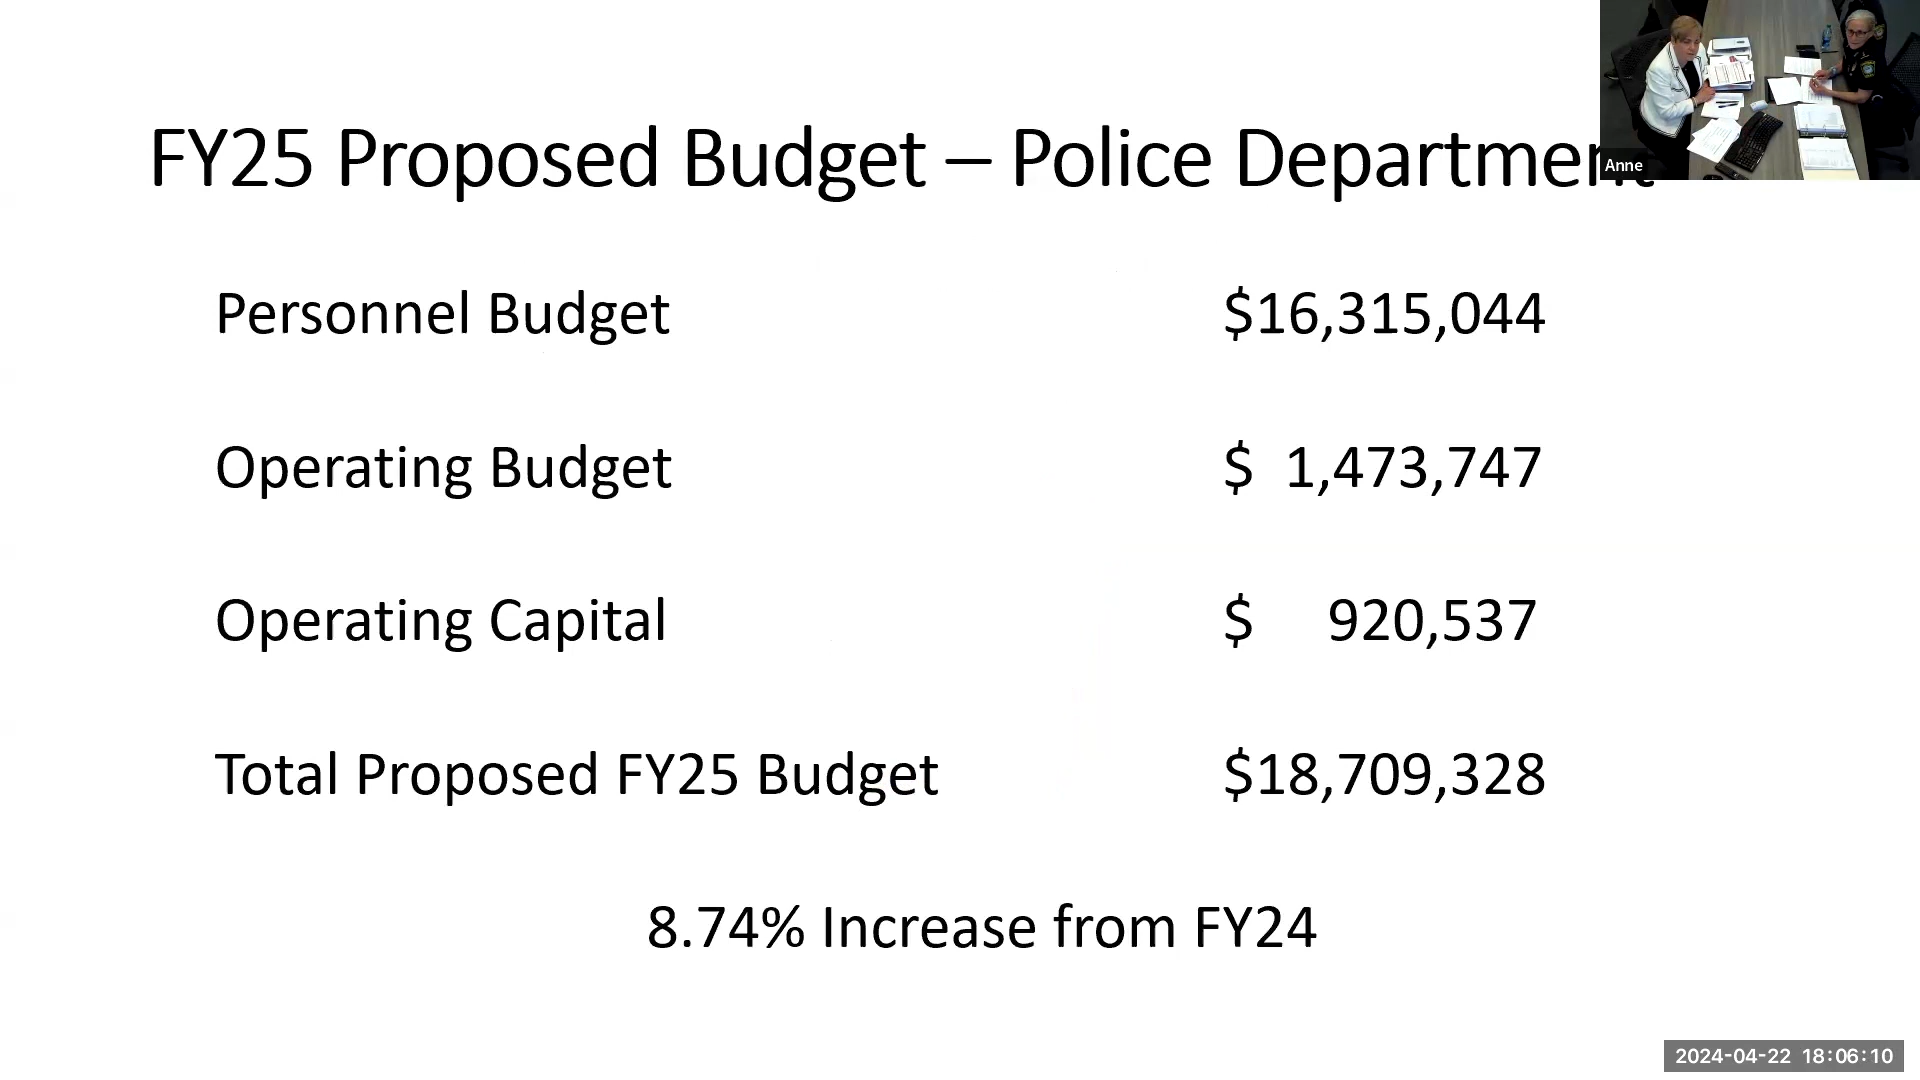 FY25 Proposed Budget – Police Department
Anne
Personnel Budget $16,315,044
Operating Budget $ 1,473,747
Operating Capital $ 920,537
Total Proposed FY25 Budget $18,709,328
8.74% Increase from FY24
2024-04-22 18:06:10